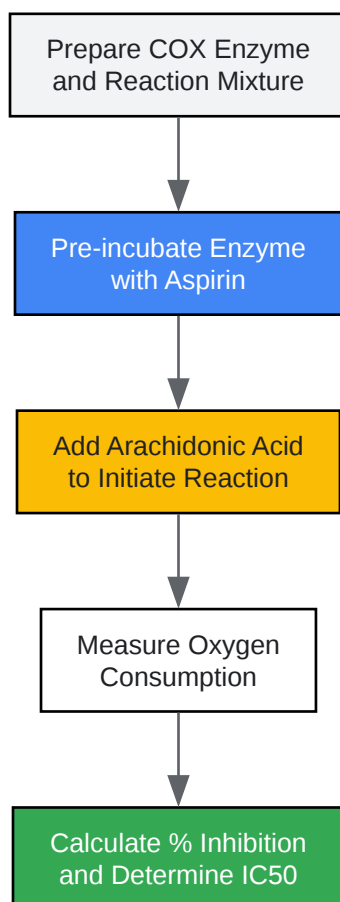 Prepare COX Enzyme
and Reaction Mixture
Pre-incubate Enzyme
with Aspirin
Add Arachidonic Acid
to Initiate Reaction
Measure Oxygen
Consumption
Calculate % Inhibition
and Determine IC50